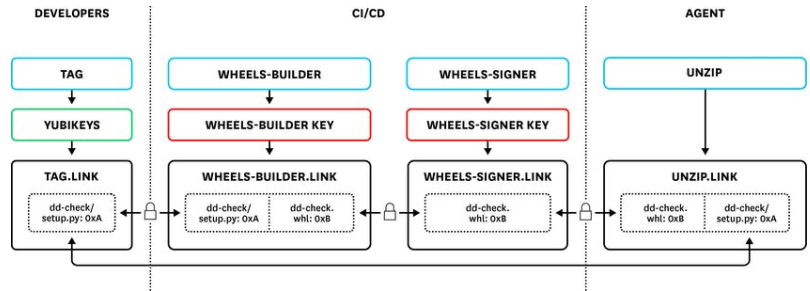 DEVELOPERS
CI/CD
AGENT
TAG
WHEELS-BUILDER
WHEELS-SIGNER
UNZIP
YUBIKEYS
WHEELS-BUILDER KEY
WHEELS-SIGNER KEY
TAG.LINK
WHEELS-BUILDER.LINK
WHEELS-SIGNER.LINK
UNZIP.LINK
dd-check/
setup.py: 0xA
dd-check/
setup.py: 0xA
dd-check.
whl: 0xB
dd-check.
whl: 0xB
dd-check.
whl: 0xB
dd-check/
setup.py: 0xA